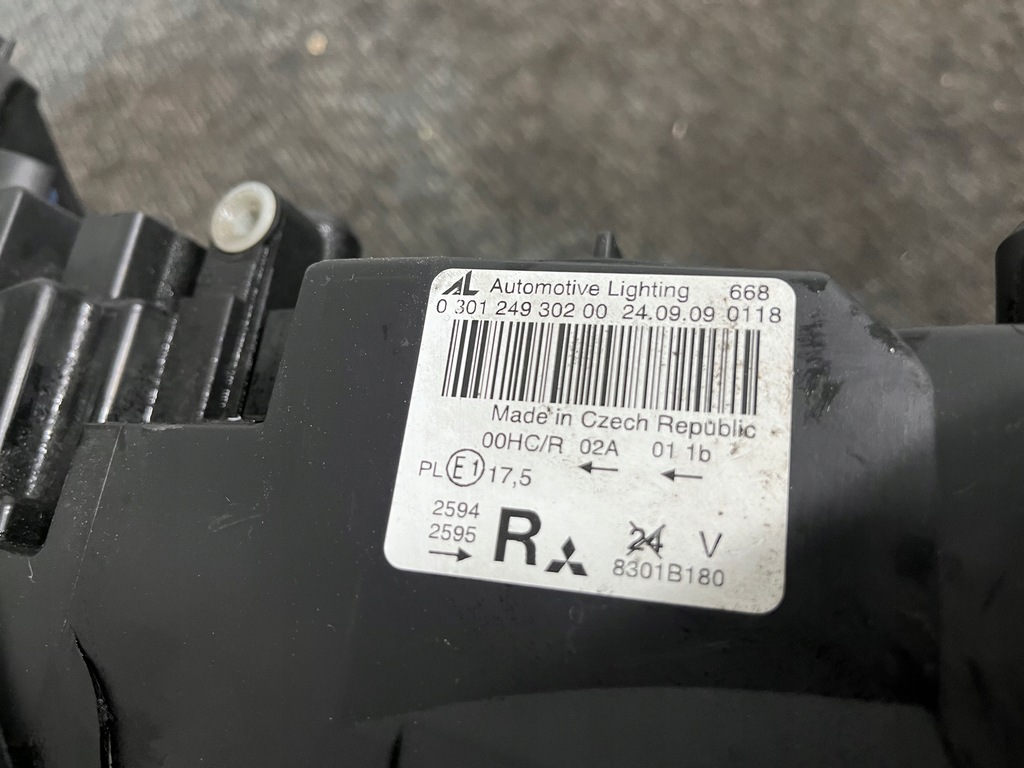 AL Automotive Lighting 668
0 301 249 302 00 24.09.09 0118
Made in Czech Republic
00HC/R 02A 01 1b
PL E1 17,5
2594
2595
R 24 V
8301B180